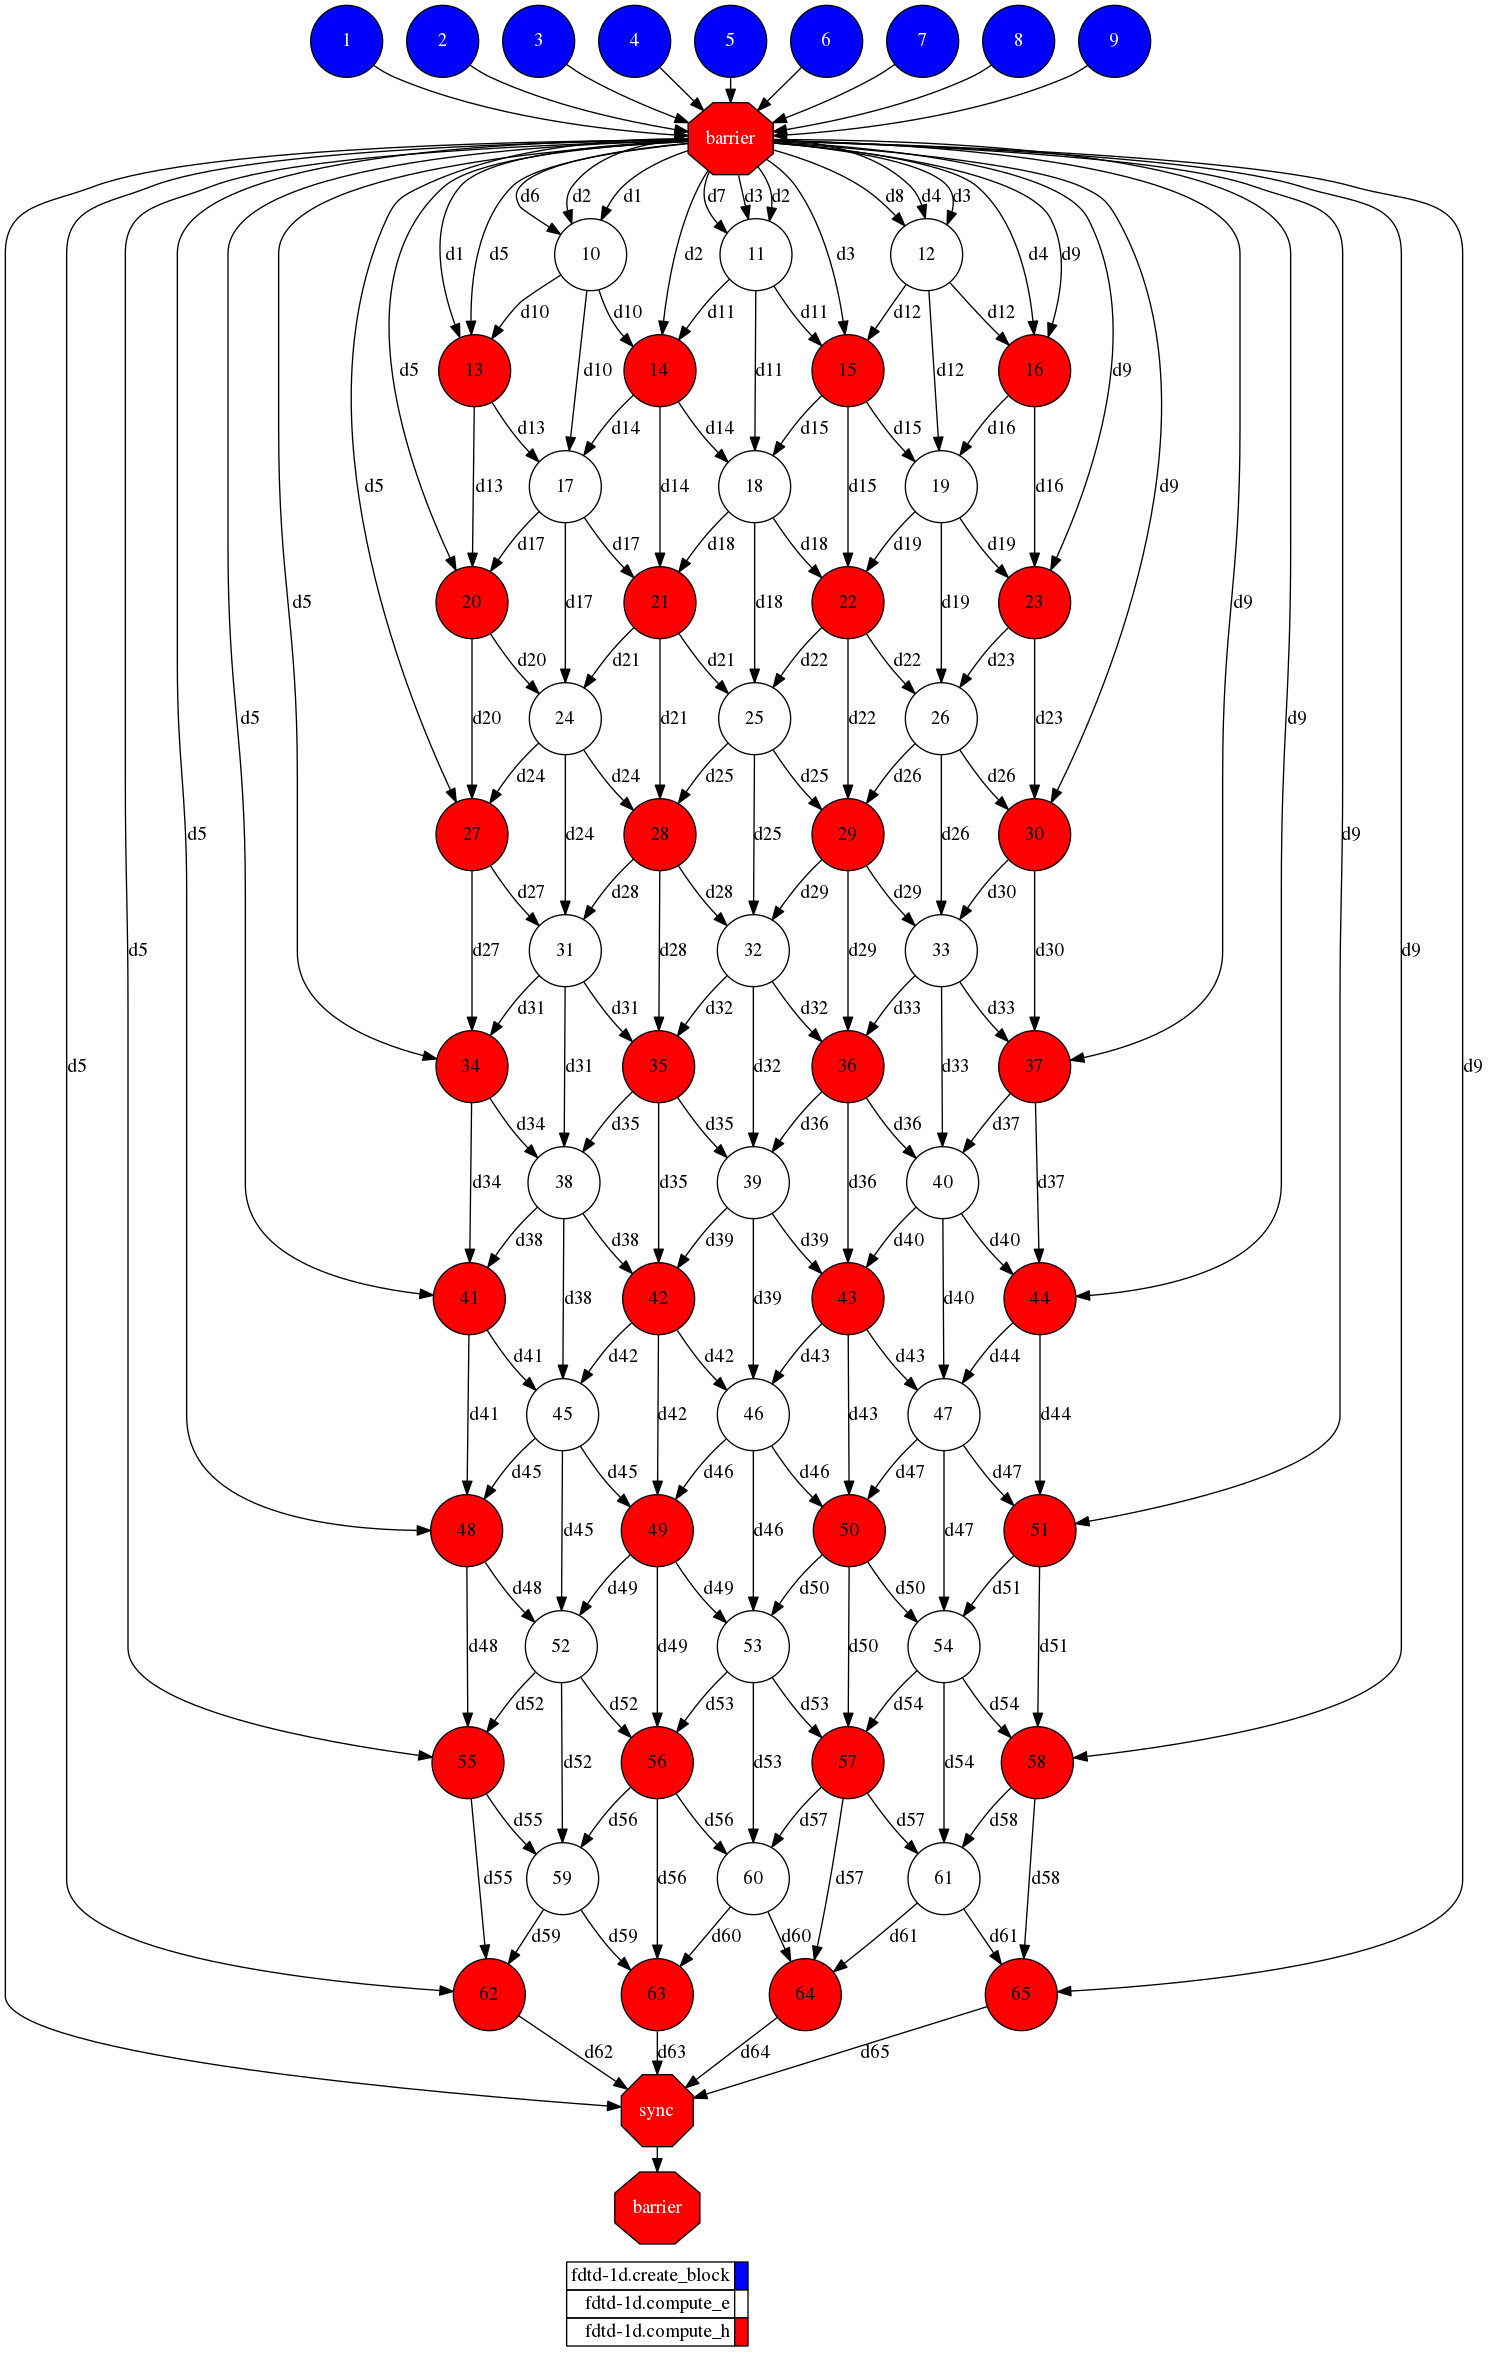 1 2 3 4 5 6 7 8 9
barrier
d6 d2 d1 d7 d3 d2 d8 d4 d3
10 11 12
d1 d5 d2 d3 d4 d9
d10 d10 d11 d11 d12 d12
13 14 15 16
d5 d10 d11 d12 d9
d13 d14 d14 d15 d15 d16
17 18 19
d5 d13 d14 d15 d16 d9
d17 d17 d18 d18 d19 d19
20 21 22 23
d5 d17 d18 d19 d9
d20 d21 d21 d22 d22 d23
24 25 26
d5 d20 d21 d22 d23 d9
d24 d24 d25 d25 d26 d26
27 28 29 30
d5 d24 d25 d26 d9
d27 d28 d28 d29 d29 d30
31 32 33
d5 d27 d28 d29 d30 d9
d31 d31 d32 d32 d33 d33
34 35 36 37
d5 d31 d32 d33 d9
d34 d35 d35 d36 d36 d37
38 39 40
d34 d35 d36 d37
d38 d38 d39 d39 d40 d40
41 42 43 44
d38 d39 d40
d41 d42 d42 d43 d43 d44
45 46 47
d41 d42 d43 d44
d45 d45 d46 d46 d47 d47
48 49 50 51
d45 d46 d47
d48 d49 d49 d50 d50 d51
52 53 54
d48 d49 d50 d51
d52 d52 d53 d53 d54 d54
55 56 57 58
d52 d53 d54
d55 d56 d56 d57 d57 d58
59 60 61
d55 d56 d57 d58
d59 d59 d60 d60 d61 d61
62 63 64 65
d62 d63 d64 d65
sync
barrier
fdtd-1d.create_block
fdtd-1d.compute_e
fdtd-1d.compute_h